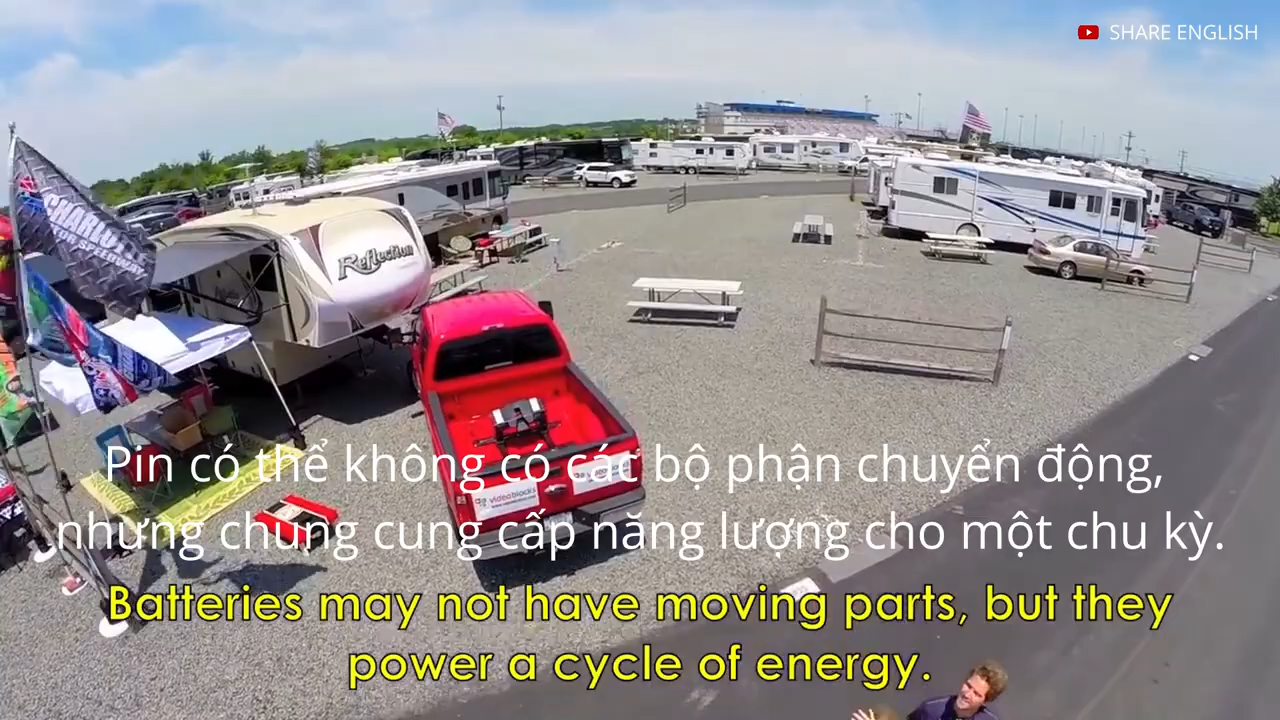 SHARE ENGLISH
Reflection
videoblocks
Pin có thể không có các bộ phận chuyển động,
nhưng chúng cung cấp năng lượng cho một chu kỳ.
Batteries may not have moving parts, but they
power a cycle of energy.